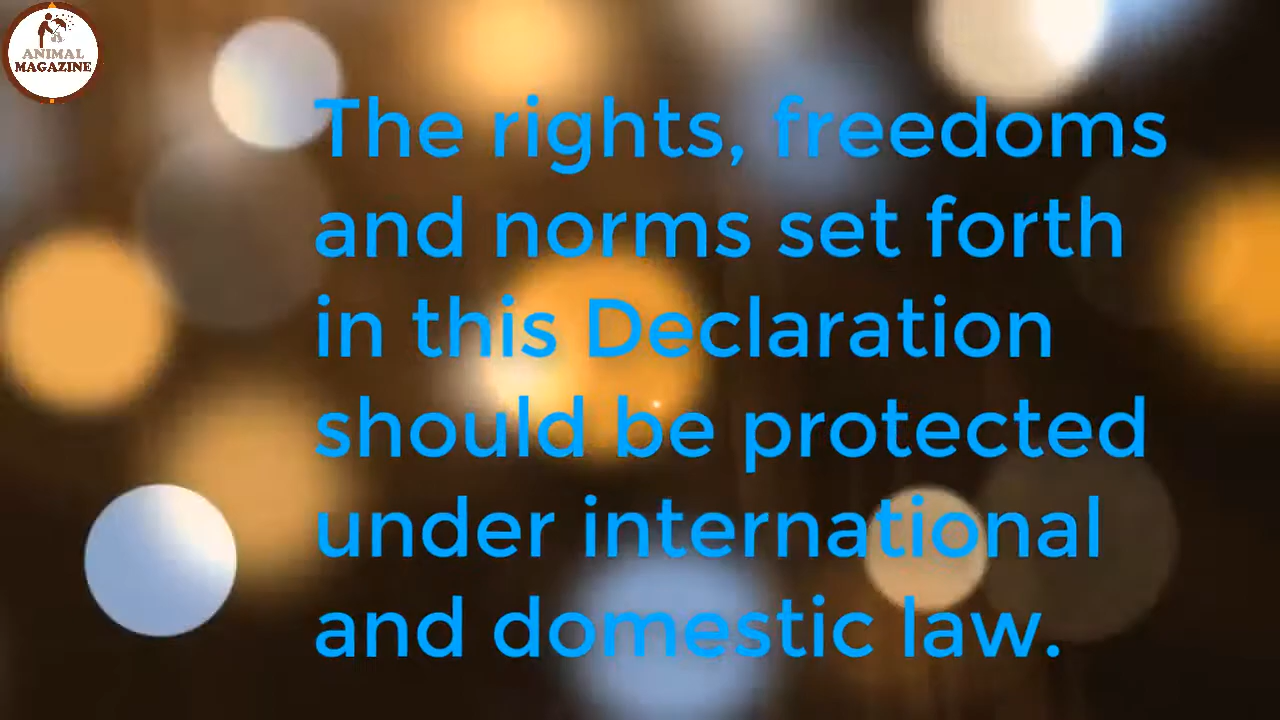 ANIMAL
MAGAZINE
The rights, freedoms
and norms set forth
in this Declaration
should be protected
under international
and domestic law.